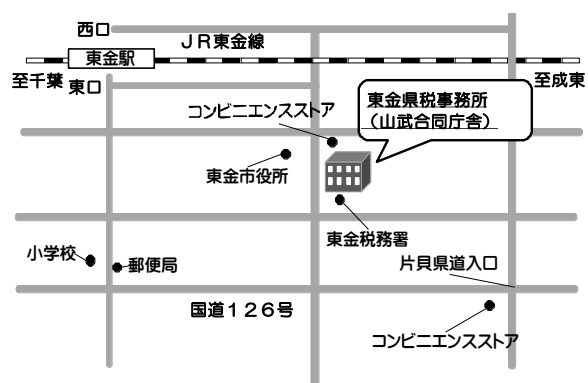 西口
JR東金線
東金駅
至千葉
東口
至成東
東金県税事務所
（山武合同庁舎）
コンビニエンスストア
東金市役所
東金税務署
小学校
郵便局
片貝県道入口
国道１２６号
コンビニエンスストア